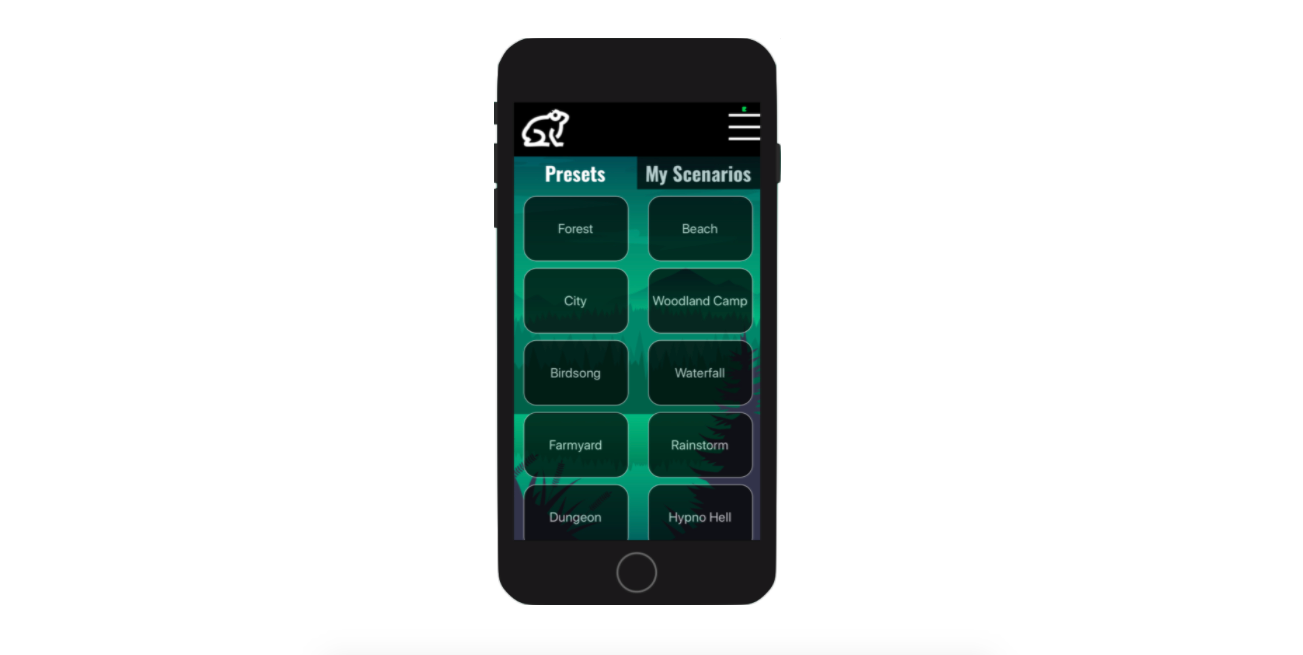 Presets
My Scenarios
Forest
Beach
City
Woodland Camp
Birdsong
Waterfall
Farmyard
Rainstorm
Dungeon
Hypno Hell